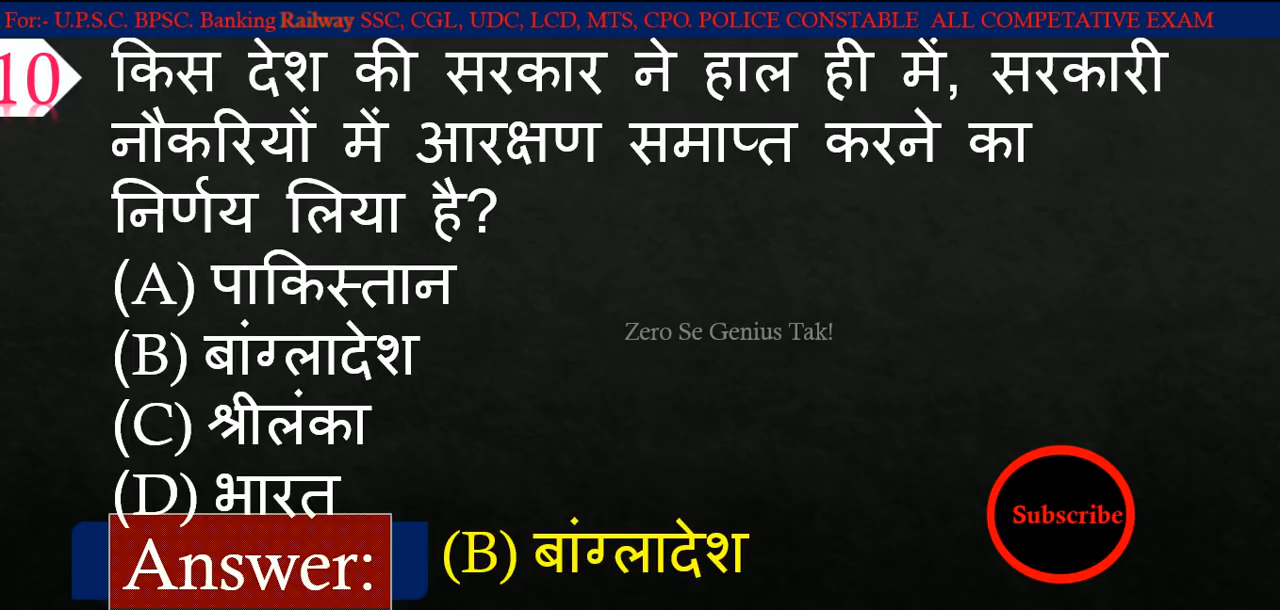 For:- U.P.S.C. BPSC. Banking Railway SSC, CGL, UDC, LCD, MTS, CPO. POLICE CONSTABLE ALL COMPETATIVE EXAM
10
किस देश की सरकार ने हाल ही में, सरकारी
नौकरियों में आरक्षण समाप्त करने का
निर्णय लिया है?
(A) पाकिस्तान
(B) बांग्लादेश
Zero Se Genius Tak!
(C) श्रीलंका
(D) भारत
Subscribe
Answer: (B) बांग्लादेश